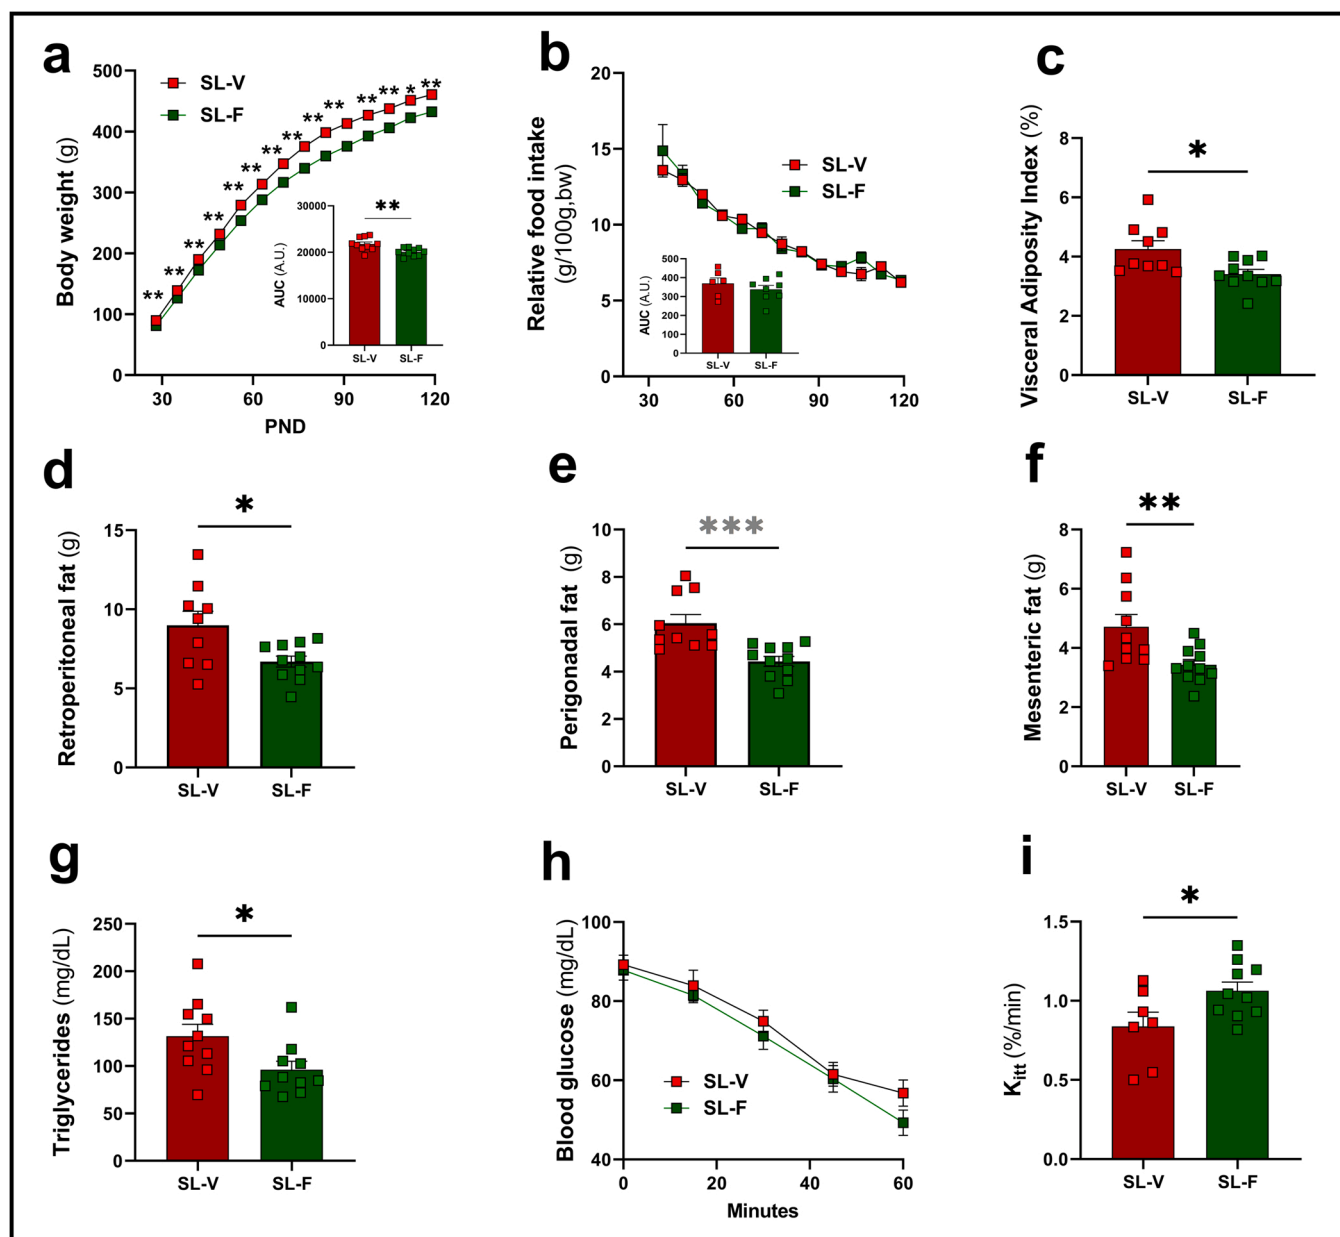 a
Body weight (g)
500
400
300
200
100
0
30
60
90
120
PND
SL-V
SL-F
** ** ** ** ** ** ** ** ** ** ** ** * **
AUC (A.U.)
30000
20000
10000
0
**
SL-V
SL-F
b
Relative food intake
(g/100g,bw)
20
15
10
5
0
30
60
90
120
SL-V
SL-F
AUC (A.U.)
500
400
300
200
100
0
SL-V
SL-F
c
Visceral Adiposity Index (%)
8
6
4
2
0
*
SL-V
SL-F
d
Retroperitoneal fat (g)
15
10
5
0
*
SL-V
SL-F
e
Perigonadal fat (g)
10
8
6
4
2
0
***
SL-V
SL-F
f
Mesenteric fat (g)
8
6
4
2
0
**
SL-V
SL-F
g
Triglycerides (mg/dL)
250
200
150
100
50
0
*
SL-V
SL-F
h
Blood glucose (mg/dL)
100
80
60
40
0
20
40
60
Minutes
SL-V
SL-F
i
Kitt (%/min)
1.5
1.0
0.5
0.0
*
SL-V
SL-F